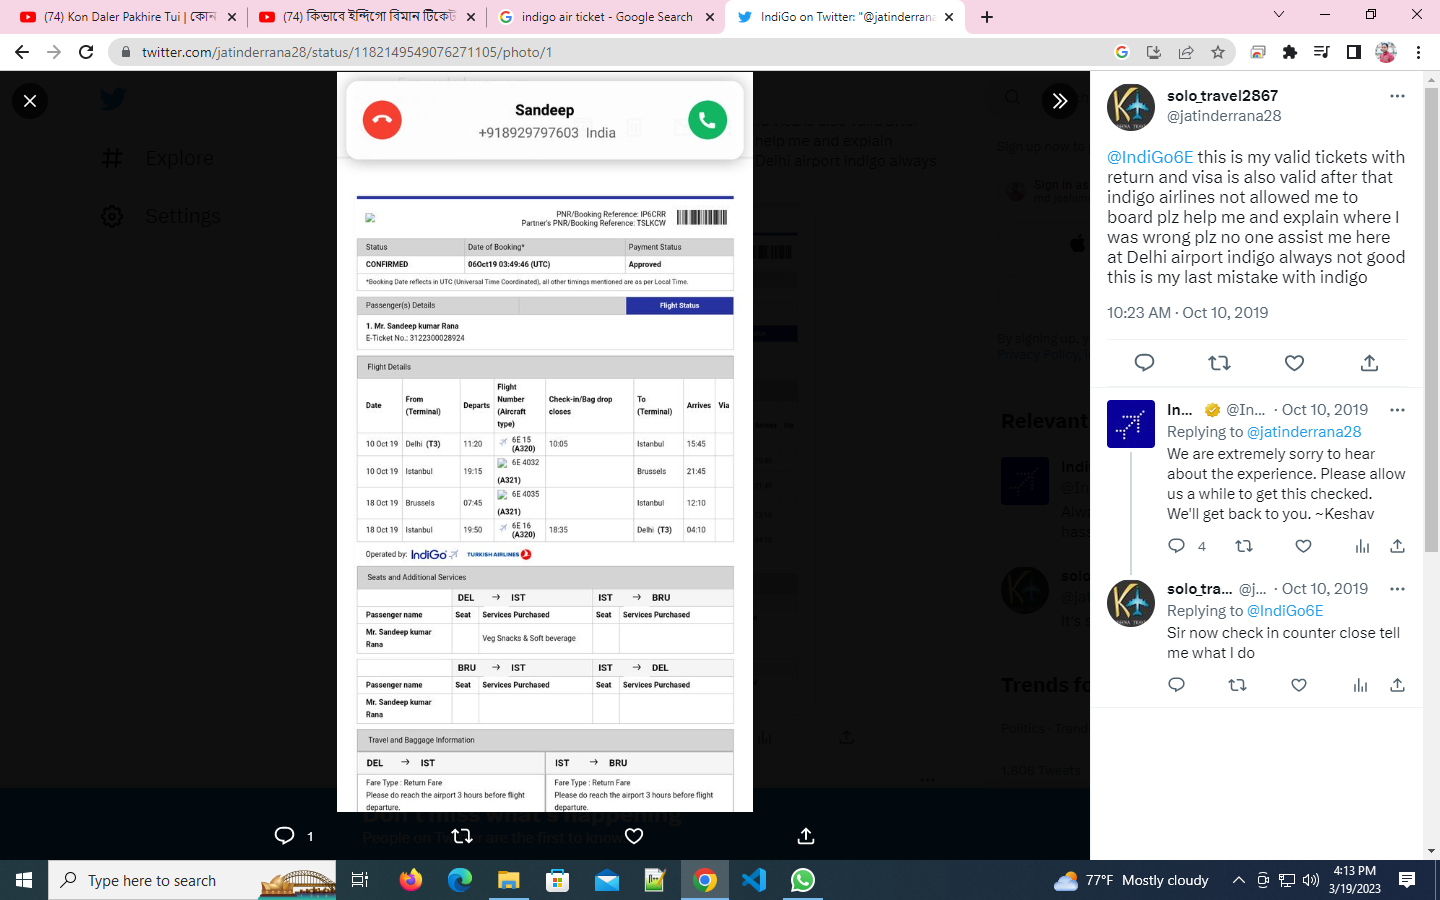 (74) Kon Daler Pakhire Tui | কোন
(74) কিভাবে ইন্দিগো বিমান টিকেট
indigo air ticket - Google Search
IndiGo on Twitter: "@jatinderrana
twitter.com/jatinderrana28/status/1182149549076271105/photo/1
Explore
Settings
Sandeep
+918929797603 India
PNR/Booking Reference: IP6CRR
Partner's PNR/Booking Reference: TSLKCW
Status Date of Booking* Payment Status
CONFIRMED 06Oct19 03:49:46 (UTC) Approved
*Booking Date reflects in UTC (Universal Time Coordinated), all other timings mentioned are as per Local Time.
Passenger(s) Details Flight Status
1. Mr. Sandeep kumar Rana
E-Ticket No.: 3122300028924
Flight Details
Date From (Terminal) Departs Flight Number (Aircraft type) Check-in/Bag drop closes To (Terminal) Arrives Via
10 Oct 19 Delhi (T3) 11:20 6E 15 (A320) 10:05 Istanbul 15:45
10 Oct 19 Istanbul 19:15 6E 4032 (A321) Brussels 21:45
18 Oct 19 Brussels 07:45 6E 4035 (A321) Istanbul 12:10
18 Oct 19 Istanbul 19:50 6E 16 (A320) 18:35 Delhi (T3) 04:10
Operated by: IndiGo TURKISH AIRLINES
Seats and Additional Services
DEL → IST IST → BRU
Passenger name Seat Services Purchased Seat Services Purchased
Mr. Sandeep kumar Rana Veg Snacks & Soft beverage
BRU → IST IST → DEL
Passenger name Seat Services Purchased Seat Services Purchased
Mr. Sandeep kumar Rana
Travel and Baggage Information
DEL → IST IST → BRU
Fare Type : Return Fare Fare Type : Return Fare
Please do reach the airport 3 hours before flight departure. Please do reach the airport 3 hours before flight departure.
Don't miss what's happening
People on Twitter are the first to know.
1
solo_travel2867
@jatinderrana28
@IndiGo6E this is my valid tickets with
return and visa is also valid after that
indigo airlines not allowed me to
board plz help me and explain where I
was wrong plz no one assist me here
at Delhi airport indigo always not good
this is my last mistake with indigo
10:23 AM · Oct 10, 2019
In... @In... · Oct 10, 2019
Replying to @jatinderrana28
We are extremely sorry to hear
about the experience. Please allow
us a while to get this checked.
We'll get back to you. ~Keshav
4
solo_tra... @j... · Oct 10, 2019
Replying to @IndiGo6E
Sir now check in counter close tell
me what I do
Type here to search
77°F Mostly cloudy
4:13 PM
3/19/2023